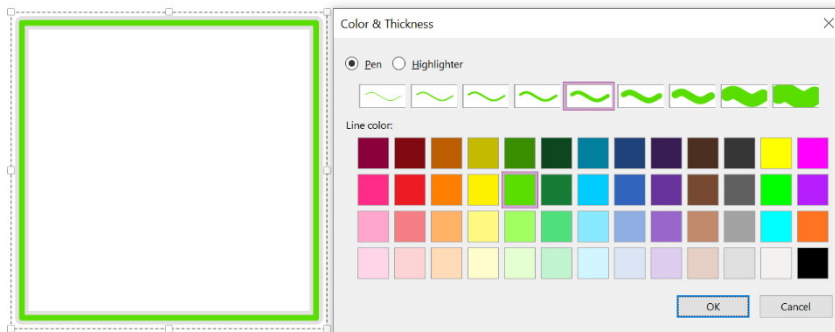 Color & Thickness
Pen Highlighter
Line color:
OK Cancel